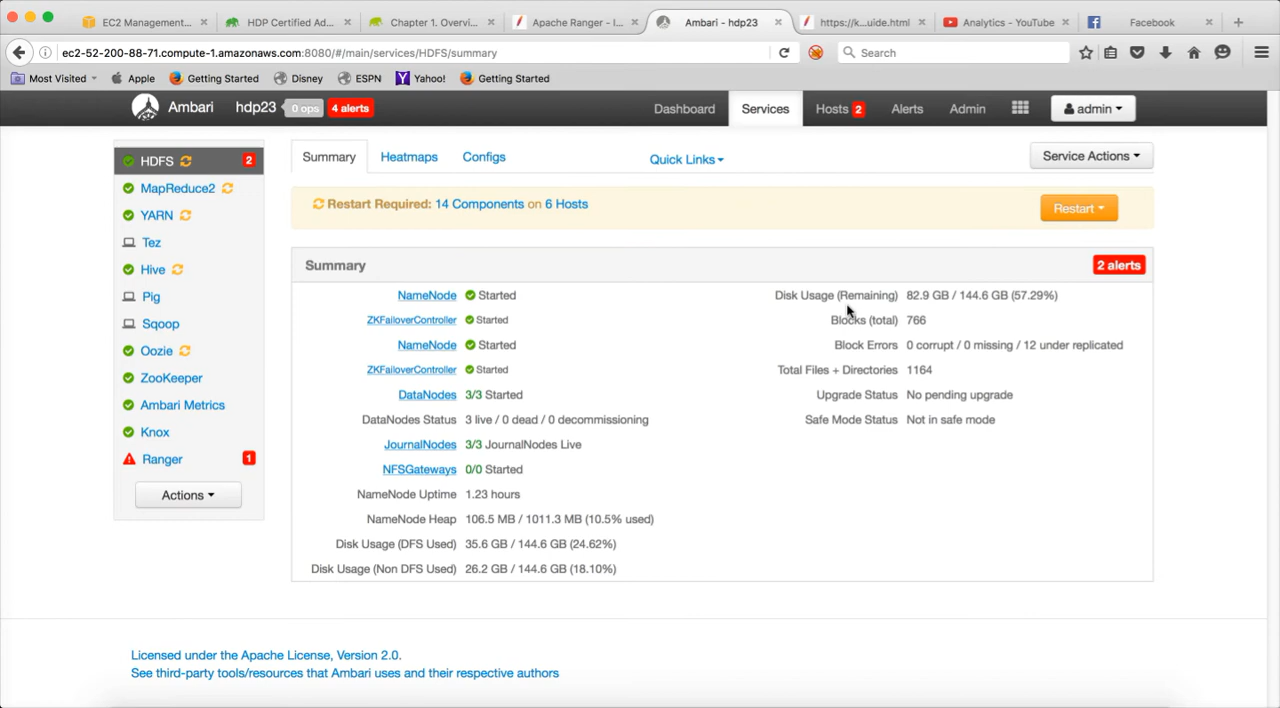 EC2 Management...
HDP Certified Ad...
Chapter 1. Overvi...
Apache Ranger - I...
Ambari - hdp23
https://k...uide.html
Analytics - YouTube
Facebook
ec2-52-200-88-71.compute-1.amazonaws.com:8080/#/main/services/HDFS/summary
Search
Most Visited
Apple
Getting Started
Disney
ESPN
Yahoo!
Getting Started
Ambari hdp23 0 ops 4 alerts
Dashboard
Services
Hosts 2
Alerts
Admin
admin
HDFS 2
MapReduce2
YARN
Tez
Hive
Pig
Sqoop
Oozie
ZooKeeper
Ambari Metrics
Knox
Ranger 1
Actions
Summary
Heatmaps
Configs
Quick Links
Service Actions
Restart Required: 14 Components on 6 Hosts
Restart
Summary
2 alerts
NameNode Started
ZKFailoverController Started
NameNode Started
ZKFailoverController Started
DataNodes 3/3 Started
DataNodes Status 3 live / 0 dead / 0 decommissioning
JournalNodes 3/3 JournalNodes Live
NFSGateways 0/0 Started
NameNode Uptime 1.23 hours
NameNode Heap 106.5 MB / 1011.3 MB (10.5% used)
Disk Usage (DFS Used) 35.6 GB / 144.6 GB (24.62%)
Disk Usage (Non DFS Used) 26.2 GB / 144.6 GB (18.10%)
Disk Usage (Remaining) 82.9 GB / 144.6 GB (57.29%)
Blocks (total) 766
Block Errors 0 corrupt / 0 missing / 12 under replicated
Total Files + Directories 1164
Upgrade Status No pending upgrade
Safe Mode Status Not in safe mode
Licensed under the Apache License, Version 2.0.
See third-party tools/resources that Ambari uses and their respective authors